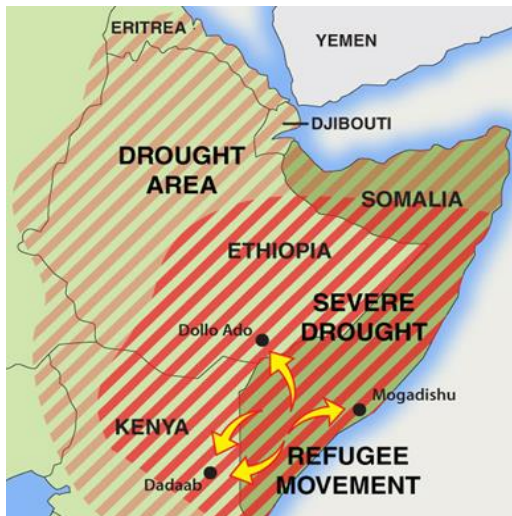 ERITREA
YEMEN
DJIBOUTI
DROUGHT
AREA
SOMALIA
ETHIOPIA
SEVERE
DROUGHT
Dollo Ado
Mogadishu
KENYA
REFUGEE
MOVEMENT
Dadaab